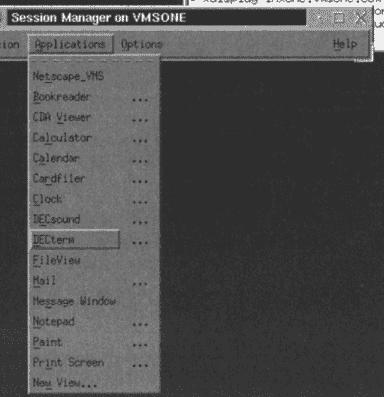 Session Manager on VMSONE
Applications Options Help
Netscape_VMS
Bookreader ...
CDA Viewer ...
Calculator ...
Calendar ...
Cardfiler ...
Clock ...
DECsound ...
DECterm ...
FileView
Mail ...
Message Window
Notepad ...
Paint ...
Print Screen ...
New View...